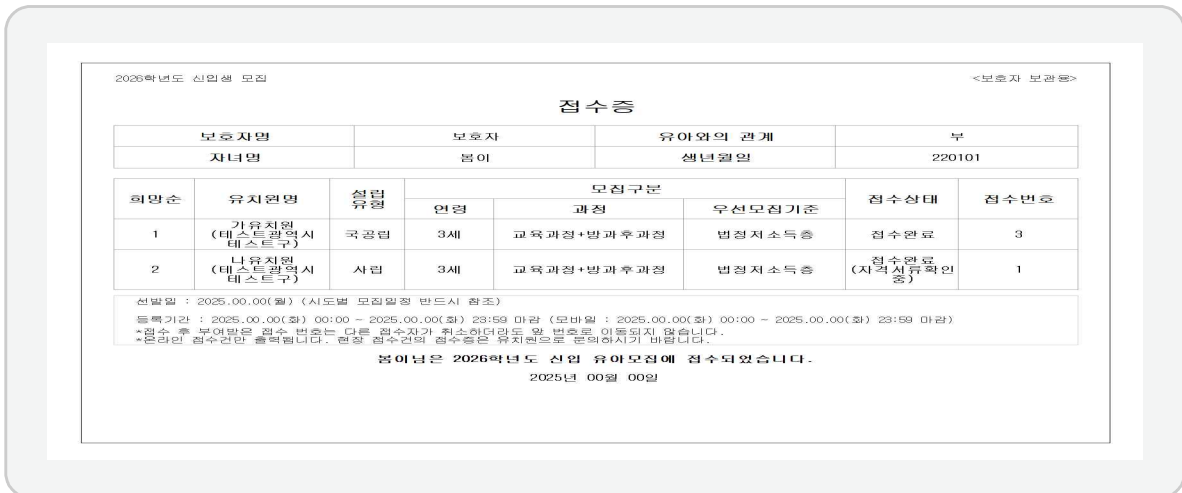 2026학년도 신입생 모집
<보호자 보관용>
접수증
보호자명 보호자 유아와의 관계 부
자녀명 봄이 생년월일 220101
희망순 유치원명 설립 유형 모집구분 접수상태 접수번호
연령 과정 우선모집기준
1 가유치원 (테스트광역시 테스트구) 국공립 3세 교육과정+방과후과정 법정저소득층 접수완료 3
2 나유치원 (테스트광역시 테스트구) 사립 3세 교육과정+방과후과정 법정저소득층 접수완료 (자격서류확인중) 1
선발일 : 2025.00.00(월) (시도별 모집일정 반드시 참조)
등록기간 : 2025.00.00(화) 00:00 ~ 2025.00.00(화) 23:59 마감 (모바일 : 2025.00.00(화) 00:00 ~ 2025.00.00(화) 23:59 마감)
*접수 후 부여받은 접수 번호는 다른 접수자가 취소하더라도 앞 번호로 이동되지 않습니다.
*온라인 접수건만 출력됩니다. 현장 접수건의 접수증은 유치원으로 문의하시기 바랍니다.
봄이님은 2026학년도 신입 유아모집에 접수되었습니다.
2025년 00월 00일